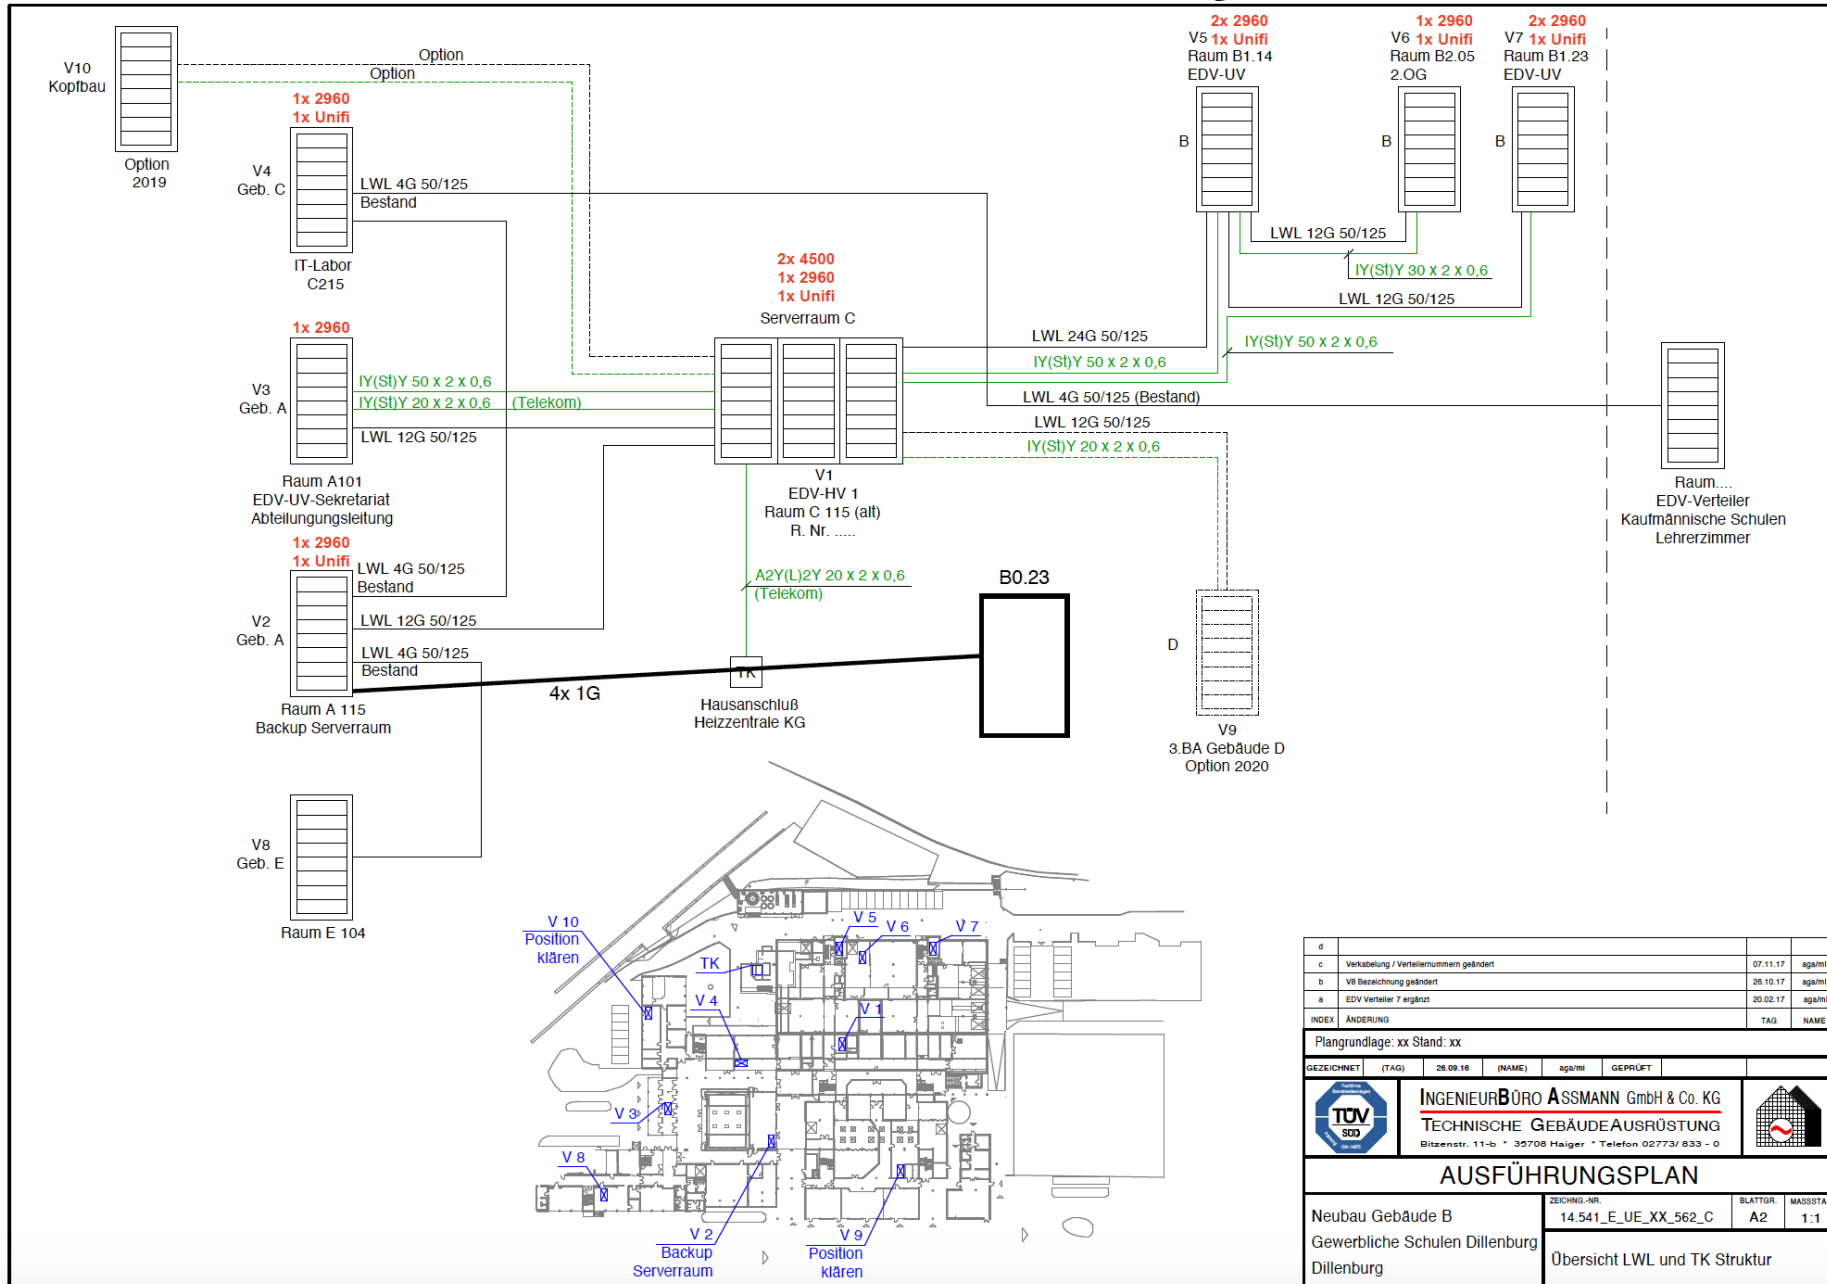 V10
Kopfbau
Option
2019
Option
Option
1x 2960
1x Unifi
V4
Geb. C
LWL 4G 50/125
Bestand
IT-Labor
C215
1x 2960
V3
Geb. A
IY(St)Y 50 x 2 x 0,6
IY(St)Y 20 x 2 x 0,6 (Telekom)
LWL 12G 50/125
Raum A101
EDV-UV-Sekretariat
Abteilungungsleitung
1x 2960
1x Unifi
V2
Geb. A
LWL 4G 50/125
Bestand
LWL 12G 50/125
LWL 4G 50/125
Bestand
Raum A 115
Backup Serverraum
4x 1G
V8
Geb. E
Raum E 104
2x 4500
1x 2960
1x Unifi
Serverraum C
V1
EDV-HV 1
Raum C 115 (alt)
R. Nr. .....
A2Y(L)2Y 20 x 2 x 0,6
(Telekom)
TK
Hausanschluß
Heizzentrale KG
B0.23
2x 2960
V5 1x Unifi
Raum B1.14
EDV-UV
B
1x 2960
V6 1x Unifi
Raum B2.05
2.OG
B
2x 2960
V7 1x Unifi
Raum B1.23
EDV-UV
B
LWL 12G 50/125
IY(St)Y 30 x 2 x 0,6
LWL 12G 50/125
LWL 24G 50/125
IY(St)Y 50 x 2 x 0,6
IY(St)Y 50 x 2 x 0,6
LWL 4G 50/125 (Bestand)
LWL 12G 50/125
IY(St)Y 20 x 2 x 0,6
D
V9
3.BA Gebäude D
Option 2020
Raum....
EDV-Verteiler
Kaufmännische Schulen
Lehrerzimmer
V 10
Position
klären
TK
V 4
V 5
V 6
V 7
V 1
V 3
V 8
V 2
Backup
Serverraum
V 9
Position
klären
d
c Verkabelung / Verteilernummern geändert 07.11.17 aga/ml
b V8 Bezeichnung geändert 26.10.17 aga/ml
a EDV Verteiler 7 ergänzt 20.02.17 aga/ml
INDEX ÄNDERUNG TAG NAME
Plangrundlage: xx Stand: xx
GEZEICHNET (TAG) 26.09.16 (NAME) aga/ml GEPRÜFT
TÜV
SÜD
INGENIEURBÜRO ASSMANN GmbH & Co. KG
TECHNISCHE GEBÄUDEAUSRÜSTUNG
Bitzenstr. 11-b * 35708 Haiger * Telefon 02773/ 833 - 0
AUSFÜHRUNGSPLAN
Neubau Gebäude B
Gewerbliche Schulen Dillenburg
Dillenburg
ZEICHNG.-NR.
14.541_E_UE_XX_562_C
BLATTGR.
A2
MASSSTA
1:1
Übersicht LWL und TK Struktur